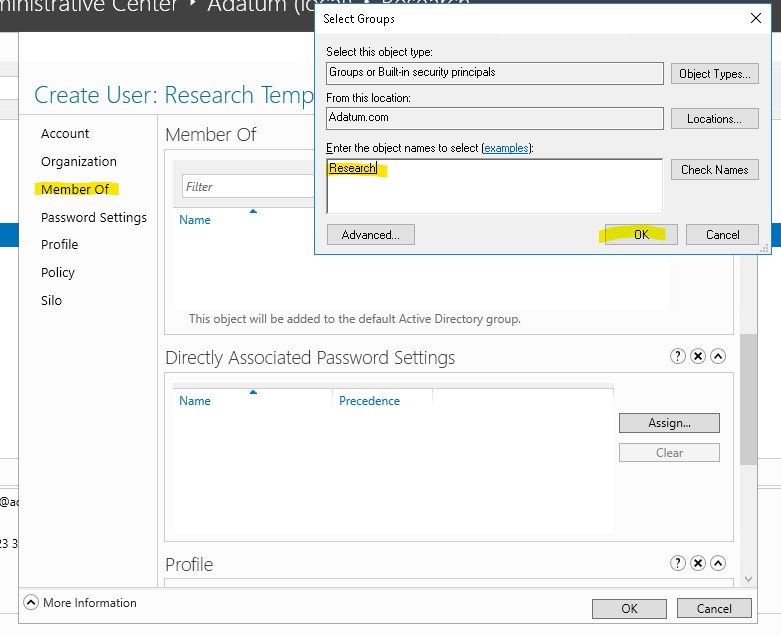 Administrative Center • Adatum (local) • Research
Select Groups
Select this object type:
Groups or Built-in security principals
Object Types...
From this location:
Adatum.com
Locations...
Enter the object names to select (examples):
Research
Check Names
Advanced...
OK
Cancel
Create User: Research Temp
Account
Organization
Member Of
Password Settings
Profile
Policy
Silo
Member Of
Filter
Name
This object will be added to the default Active Directory group.
Directly Associated Password Settings
Name
Precedence
Assign...
Clear
Profile
@ad
23 3
More Information
OK
Cancel